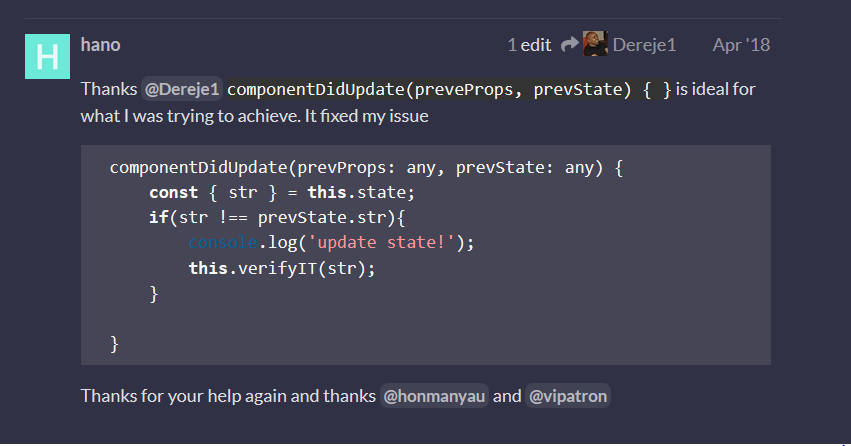 H
hano
1 edit
Dereje1
Apr '18
Thanks @Dereje1 componentDidUpdate(preveProps, prevState) { } is ideal for
what I was trying to achieve. It fixed my issue
componentDidUpdate(prevProps: any, prevState: any) {
const { str } = this.state;
if(str !== prevState.str){
console.log('update state!');
this.verifyIT(str);
}
}
Thanks for your help again and thanks @honmanyau and @vipatron